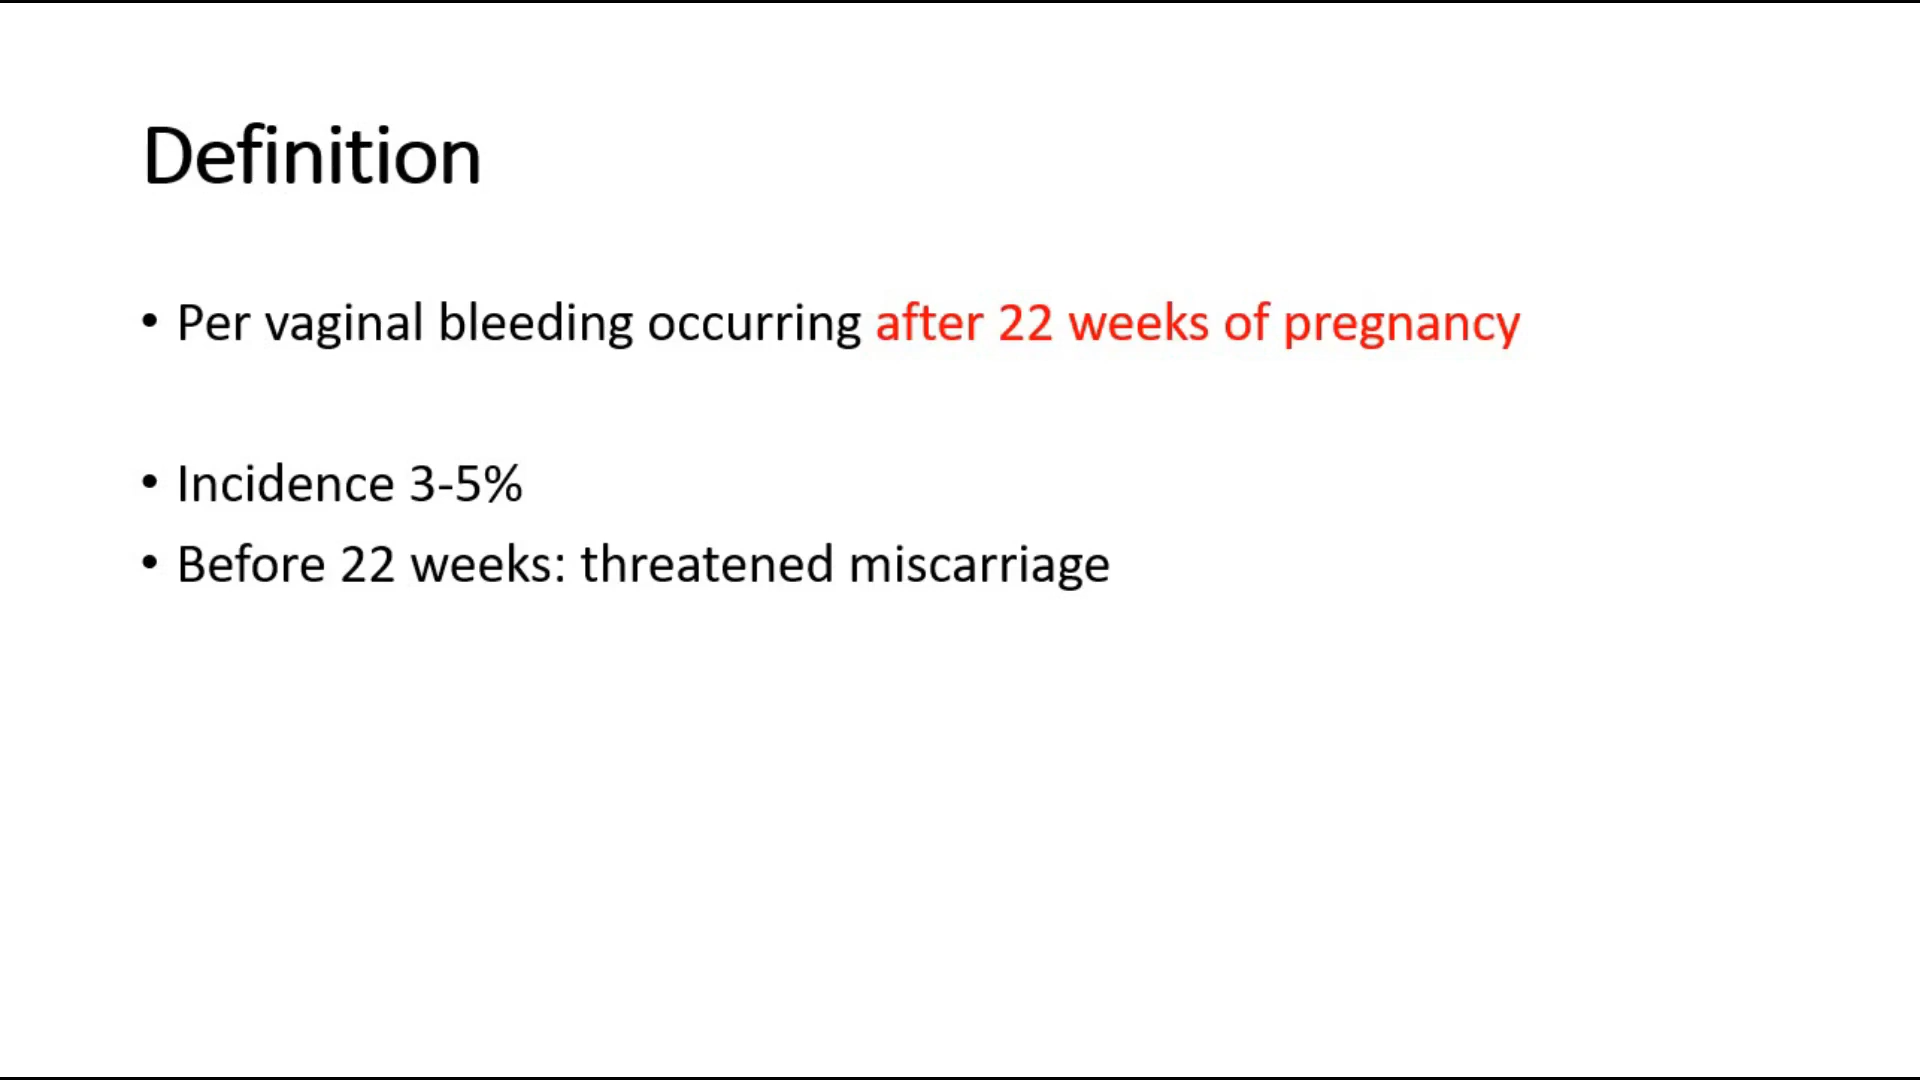 Definition
• Per vaginal bleeding occurring after 22 weeks of pregnancy
• Incidence 3-5%
• Before 22 weeks: threatened miscarriage